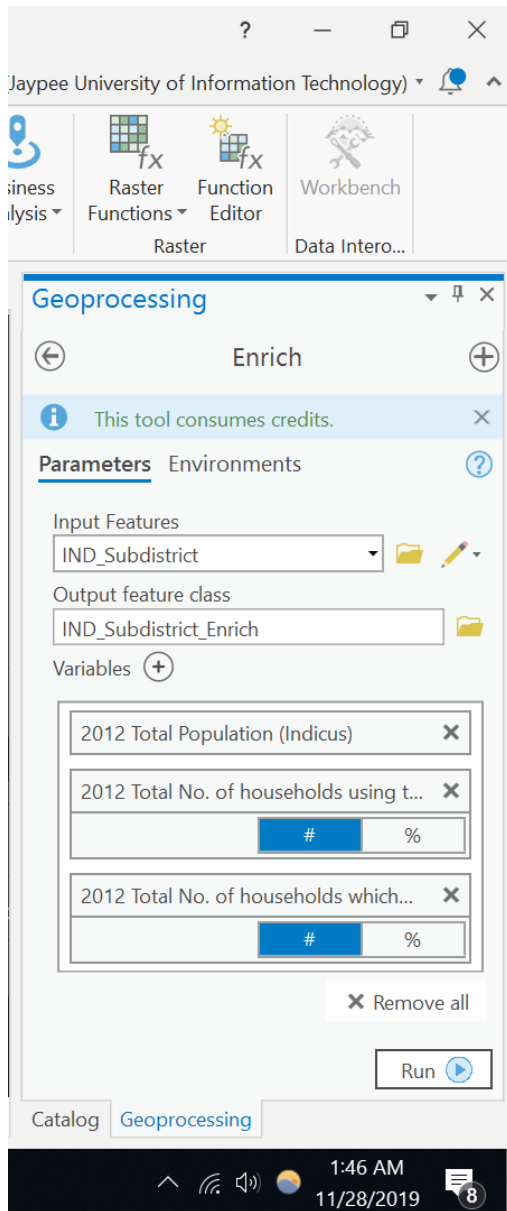 ?
(Jaypee University of Information Technology)
siness
alysis
Raster
Functions
Function
Editor
Workbench
Raster
Data Intero...
Geoprocessing
Enrich
This tool consumes credits.
Parameters Environments
?
Input Features
IND_Subdistrict
Output feature class
IND_Subdistrict_Enrich
Variables
2012 Total Population (Indicus)
2012 Total No. of households using t...
# %
2012 Total No. of households which...
# %
Remove all
Run
Catalog Geoprocessing
1:46 AM
11/28/2019
8